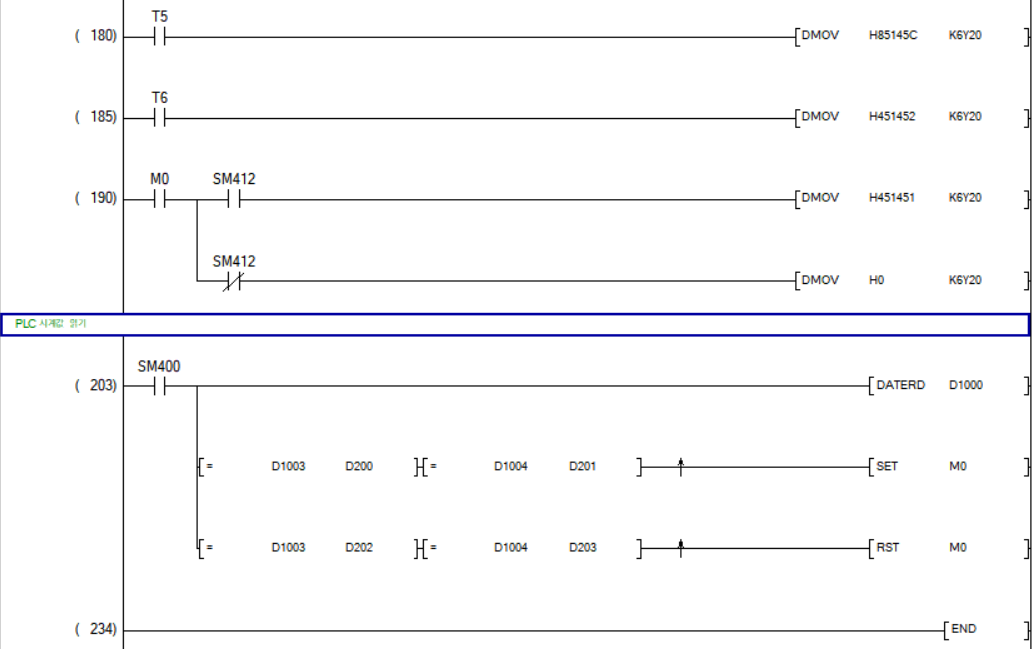 T5
( 180) DMOV H85145C K6Y20
T6
( 185) DMOV H451452 K6Y20
M0 SM412
( 190) DMOV H451451 K6Y20
SM412
DMOV H0 K6Y20
PLC 시계값 읽기
SM400
( 203) DATERD D1000
= D1003 D200 = D1004 D201 SET M0
= D1003 D202 = D1004 D203 RST M0
( 234) END